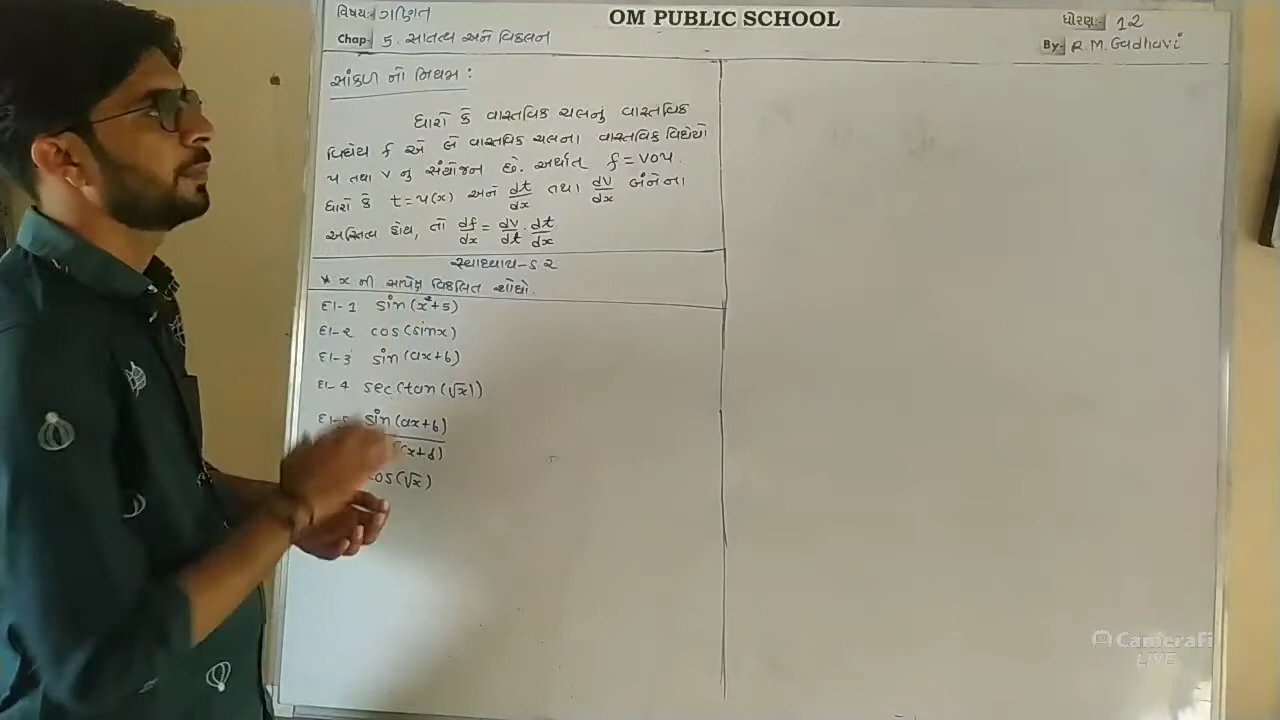 વિષય:- ગણિત
OM PUBLIC SCHOOL
ધોરણ:- 12
Chap:- 5. સાતત્ય અને વિકલન
By:- R.M. Gadhavi
સાંકળ નો નિયમ :
ધારો કે વાસ્તવિક ચલનું વાસ્તવિક
વિધેય f એ બે વાસ્તવિક ચલના વાસ્તવિક વિધેયો
u તથા v નુ સંયોજન છે. અર્થાત f = vou.
ધારો કે t = u(x) અને dt/dx તથા dv/dx બંનેના
અસ્તિત્વ હોય, તો df/dx = dv/dt . dt/dx
સ્વાધ્યાય-5.2
* x ની સાપેક્ષ વિકલિત શોધો.
દા-1 sin(x²+5)
દા-2 cos(sinx)
દા-3 sin(ax+b)
દા-4 sec(tan(√x))
sin(ax+b)
(x+d)
cos(√x)
CameraFi
LIVE